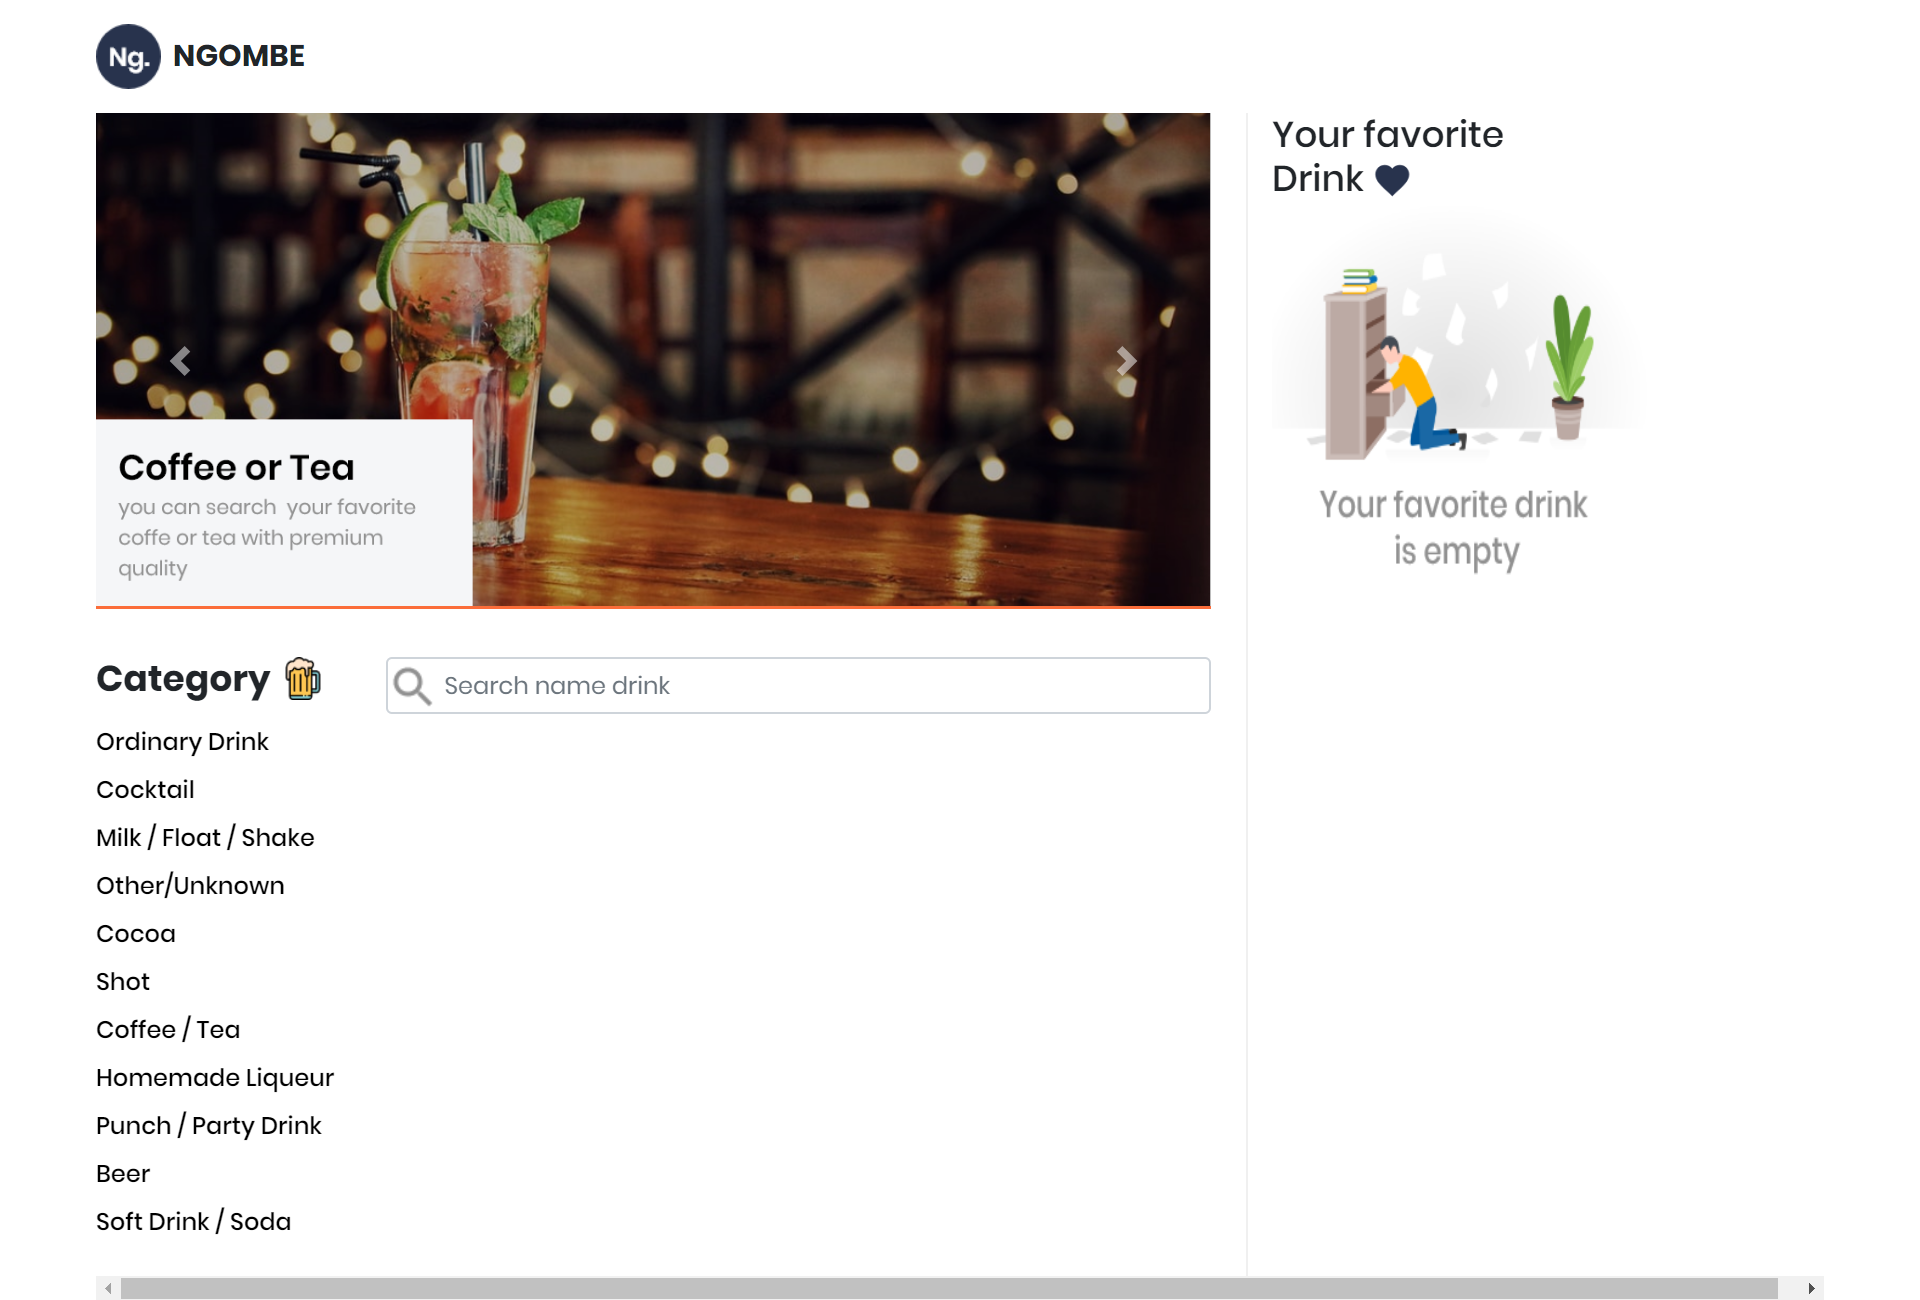 Ng. NGOMBE
Coffee or Tea
you can search  your favorite
coffe or tea with premium
quality
Your favorite
Drink
Your favorite drink
is empty
Category
Search name drink
Ordinary Drink
Cocktail
Milk / Float / Shake
Other/Unknown
Cocoa
Shot
Coffee / Tea
Homemade Liqueur
Punch / Party Drink
Beer
Soft Drink / Soda